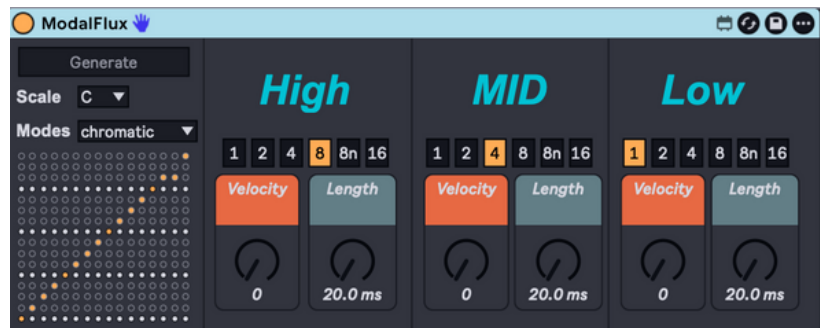 ModalFlux
Generate
Scale C
Modes chromatic
High
1 2 4 8 8n 16
Velocity Length
0 20.0 ms
MID
1 2 4 8 8n 16
Velocity Length
0 20.0 ms
Low
1 2 4 8 8n 16
Velocity Length
0 20.0 ms